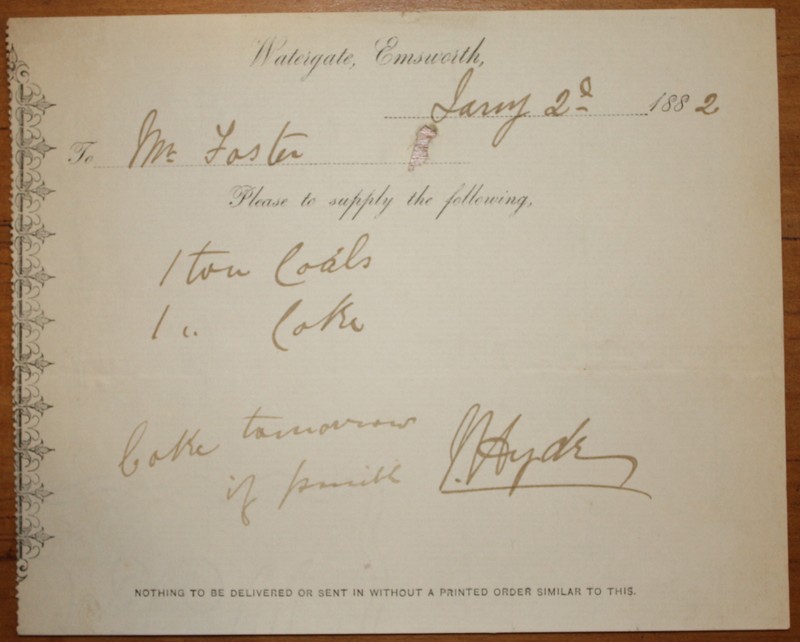 Watergate, Emsworth,
Jany 2d 1882
To Mr Foster
Please to supply the following,
1 ton Coals
1 " Coke
Coke tomorrow
if
J. Hyde
NOTHING TO BE DELIVERED OR SENT IN WITHOUT A PRINTED ORDER SIMILAR TO THIS.